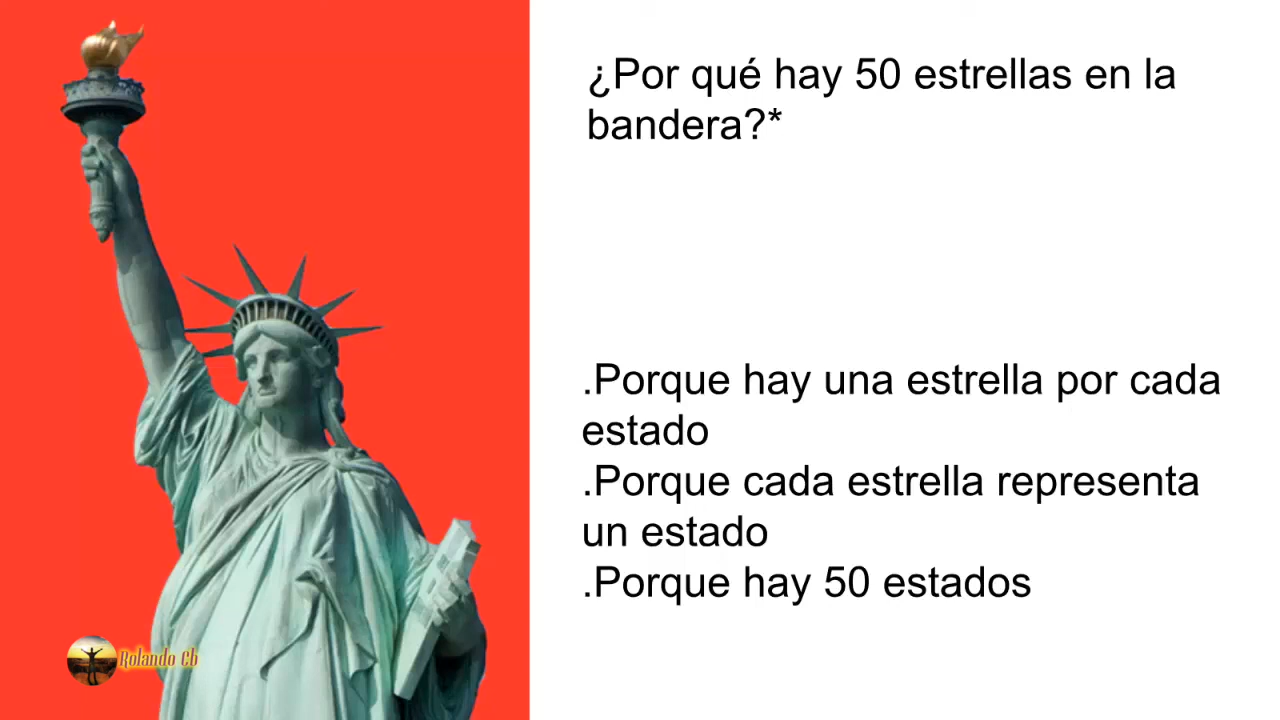 ¿Por qué hay 50 estrellas en la
bandera?*
.Porque hay una estrella por cada
estado
.Porque cada estrella representa
un estado
.Porque hay 50 estados
Rolando Cb